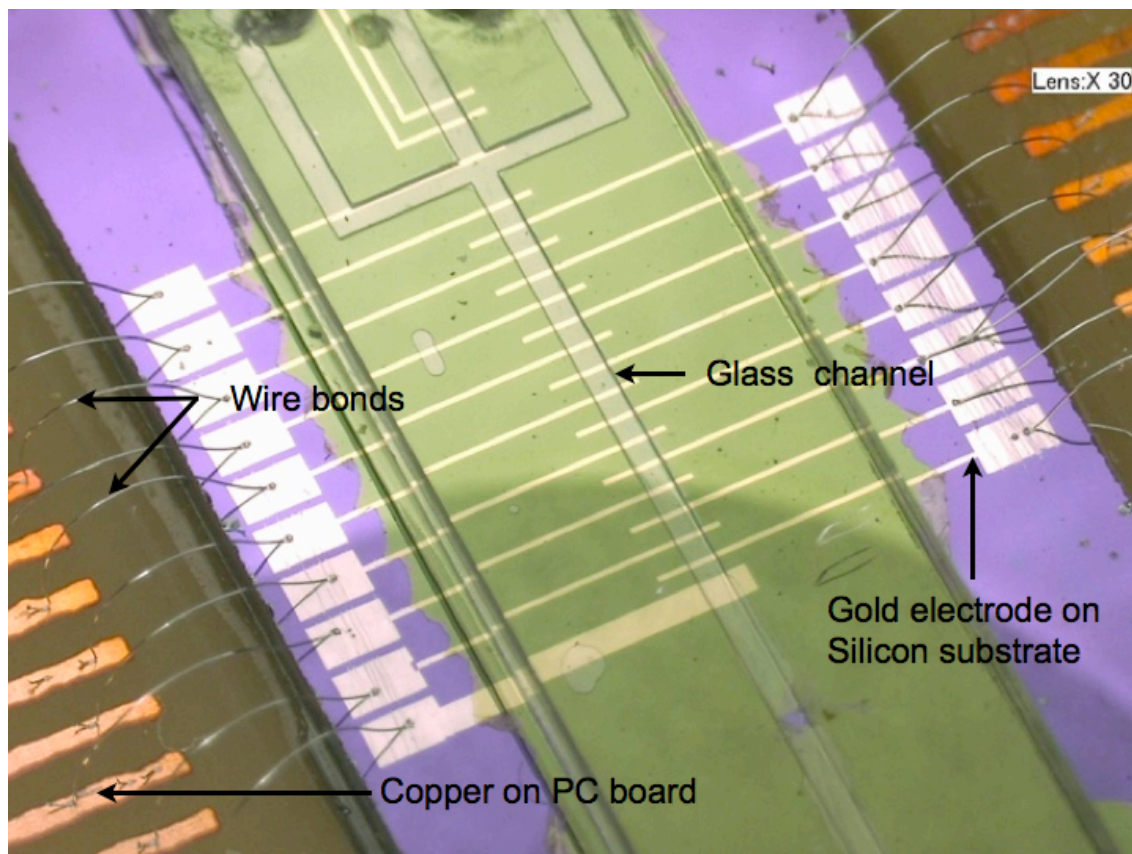 Lens:X 30
Glass channel
Wire bonds
Gold electrode on
Silicon substrate
Copper on PC board